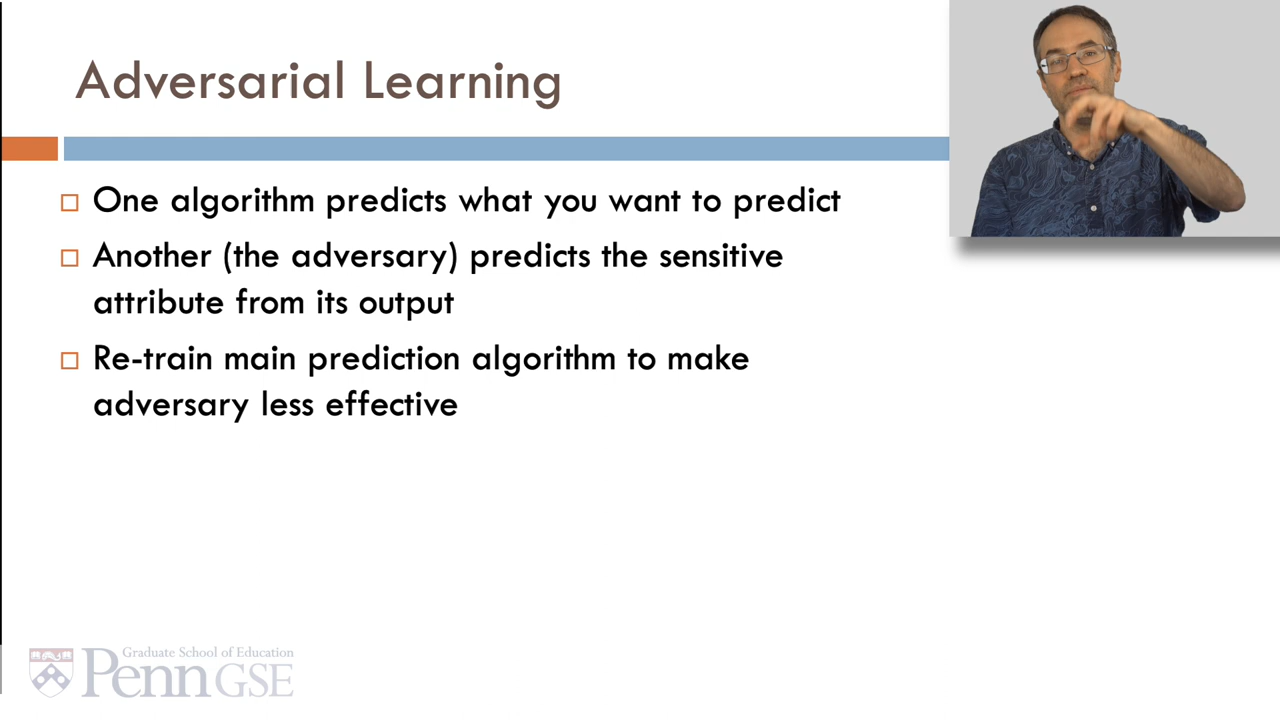 Adversarial Learning
One algorithm predicts what you want to predict
Another (the adversary) predicts the sensitive
attribute from its output
Re-train main prediction algorithm to make
adversary less effective
Graduate School of Education
Penn GSE